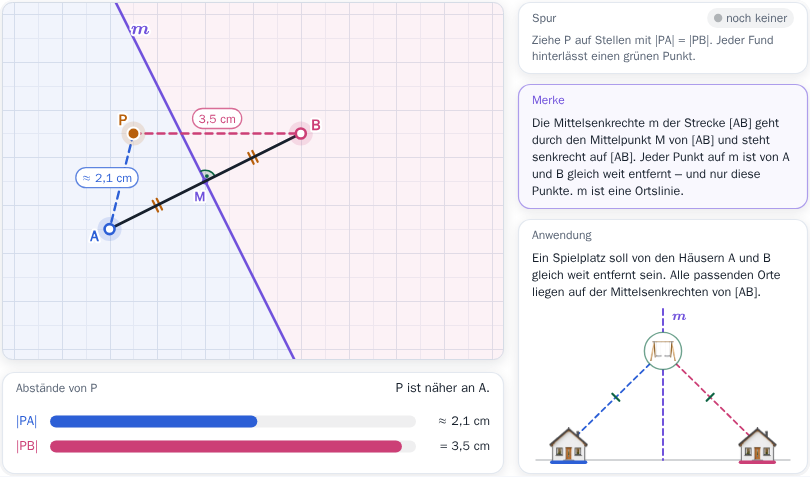 m
P
3,5 cm
B
≈ 2,1 cm
M
A
Abstände von P
P ist näher an A.
|PA|
≈ 2,1 cm
|PB|
= 3,5 cm
Spur
noch keiner
Ziehe P auf Stellen mit |PA| = |PB|. Jeder Fund
hinterlässt einen grünen Punkt.
Merke
Die Mittelsenkrechte m der Strecke [AB] geht
durch den Mittelpunkt M von [AB] und steht
senkrecht auf [AB]. Jeder Punkt auf m ist von A
und B gleich weit entfernt – und nur diese
Punkte. m ist eine Ortslinie.
Anwendung
Ein Spielplatz soll von den Häusern A und B
gleich weit entfernt sein. Alle passenden Orte
liegen auf der Mittelsenkrechten von [AB].
m